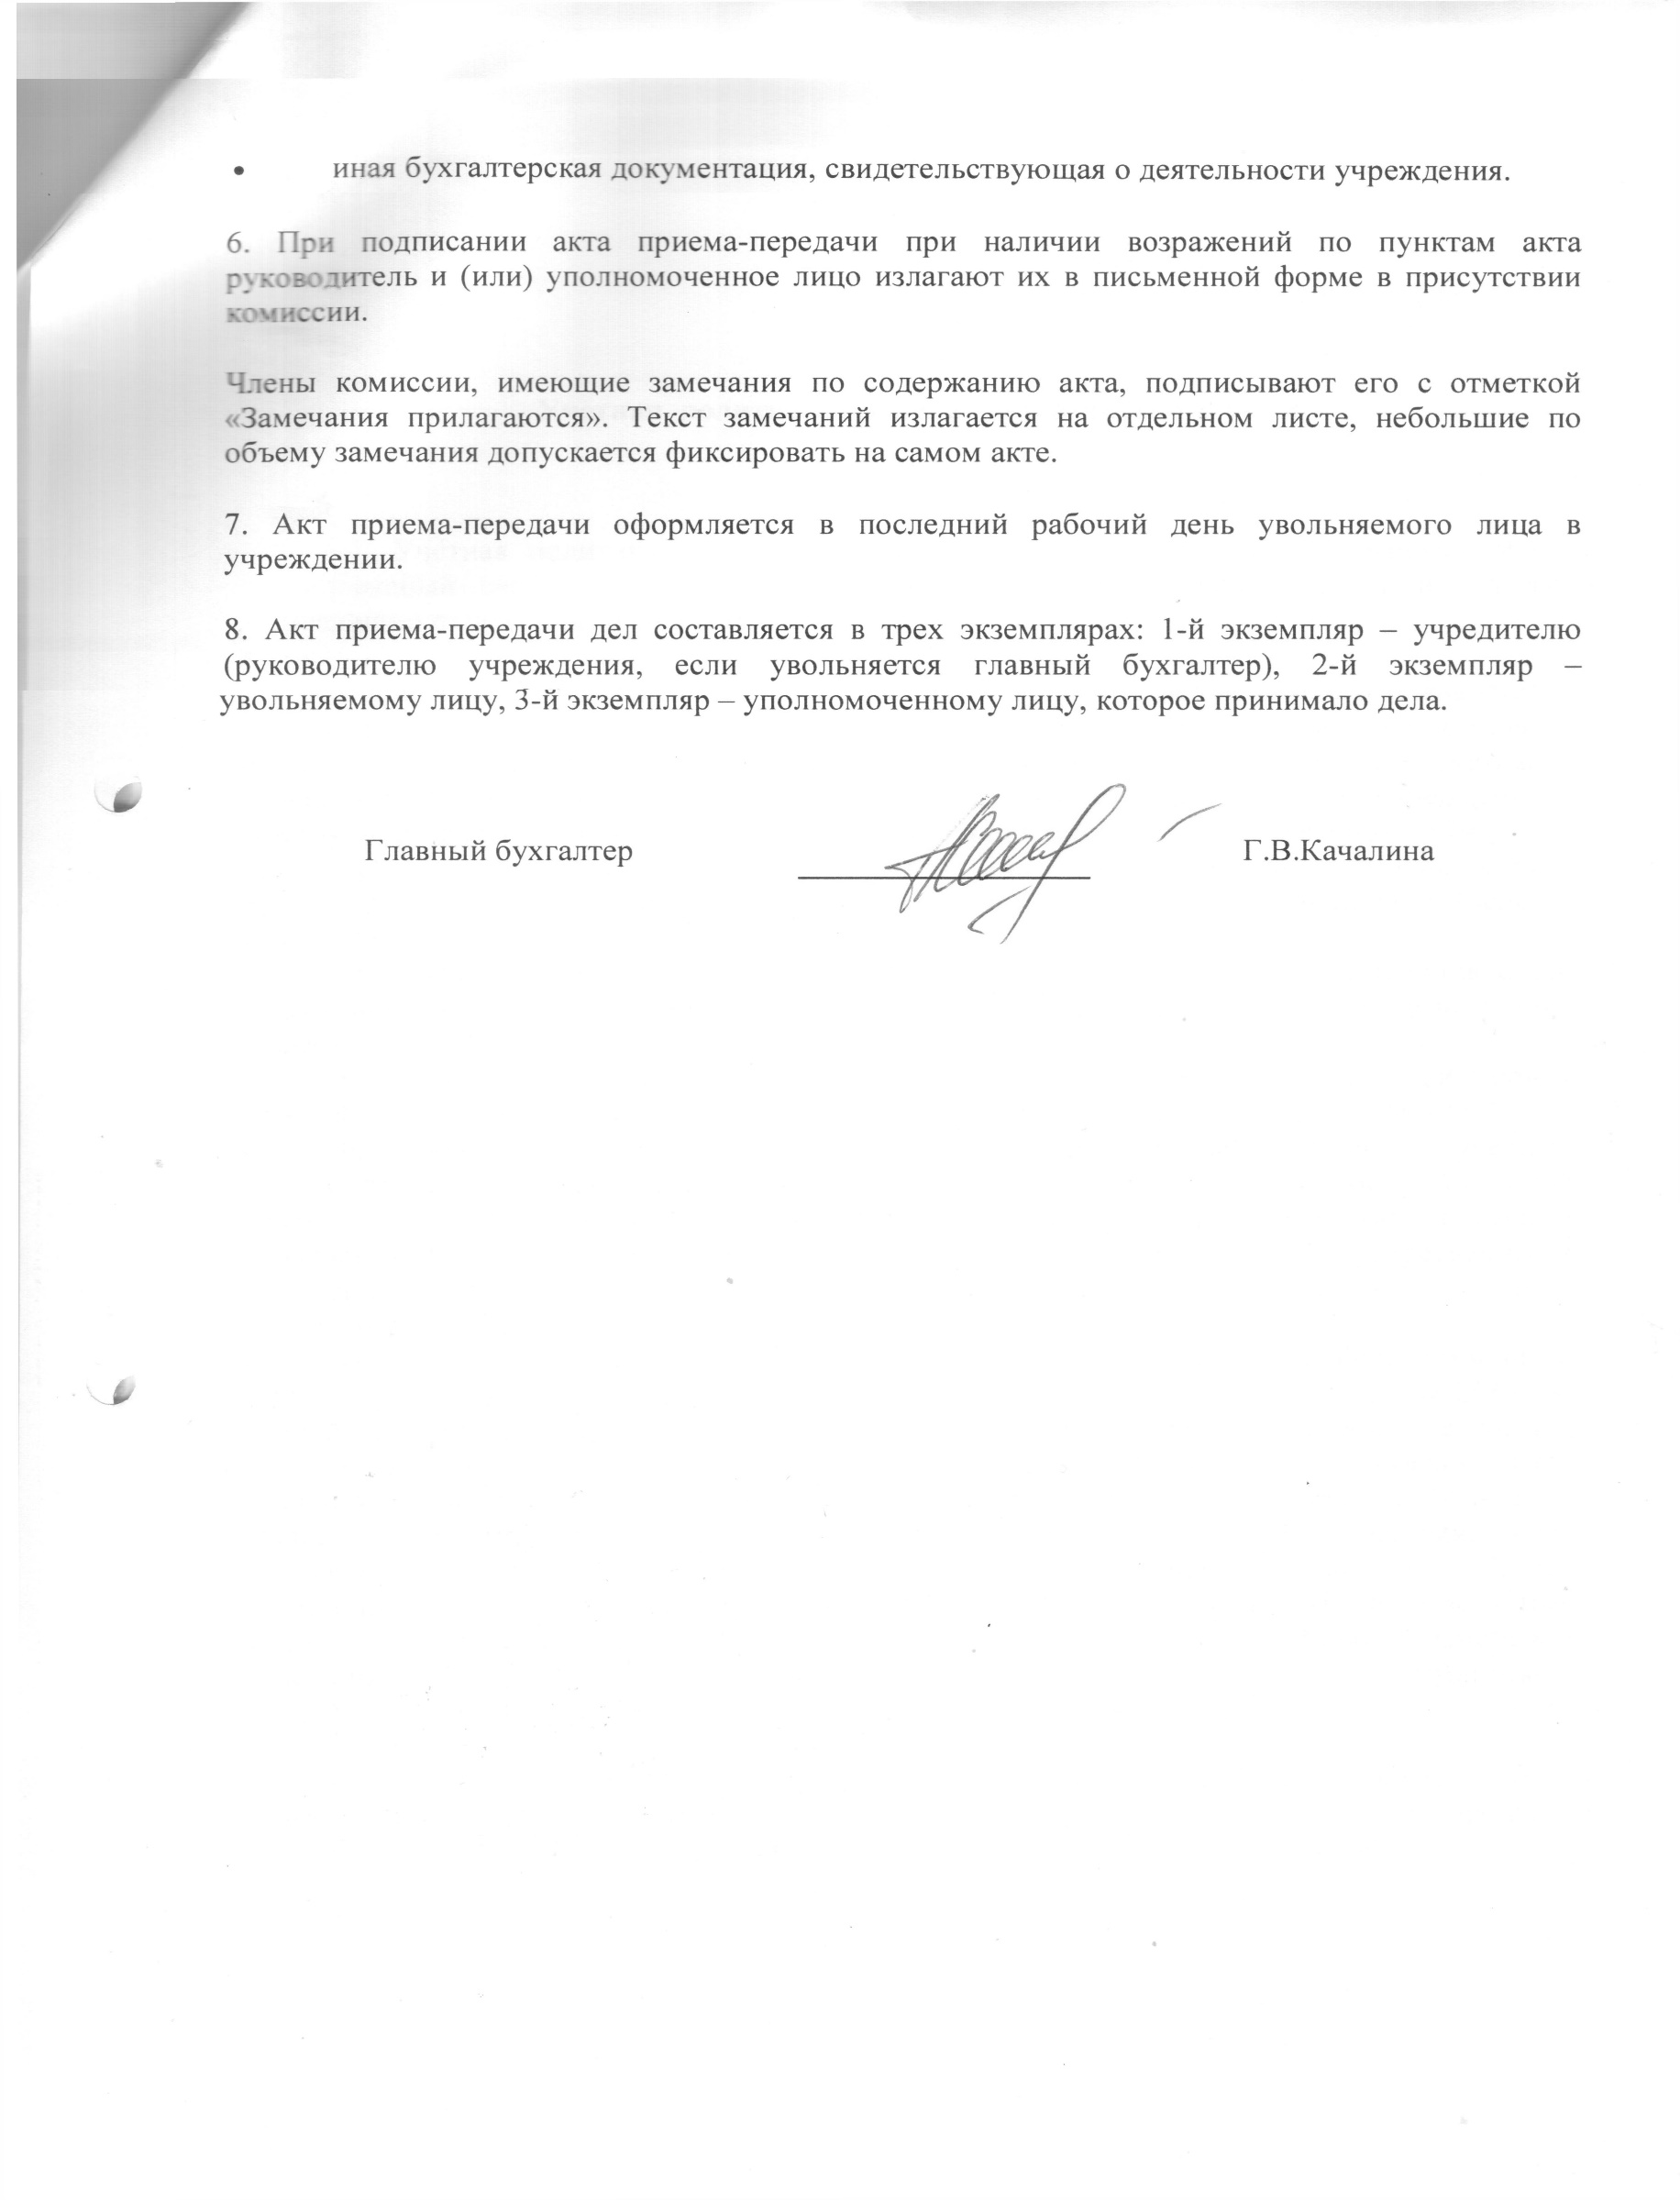 • иная бухгалтерская документация, свидетельствующая о деятельности учреждения.
6. При подписании акта приема-передачи при наличии возражений по пунктам акта
руководитель и (или) уполномоченное лицо излагают их в письменной форме в присутствии
комиссии.
Члены комиссии, имеющие замечания по содержанию акта, подписывают его с отметкой
«Замечания прилагаются». Текст замечаний излагается на отдельном листе, небольшие по
объему замечания допускается фиксировать на самом акте.
7. Акт приема-передачи оформляется в последний рабочий день увольняемого лица в
учреждении.
8. Акт приема-передачи дел составляется в трех экземплярах: 1-й экземпляр – учредителю
(руководителю учреждения, если увольняется главный бухгалтер), 2-й экземпляр –
увольняемому лицу, 3-й экземпляр – уполномоченному лицу, которое принимало дела.
Главный бухгалтер Г.В.Качалина